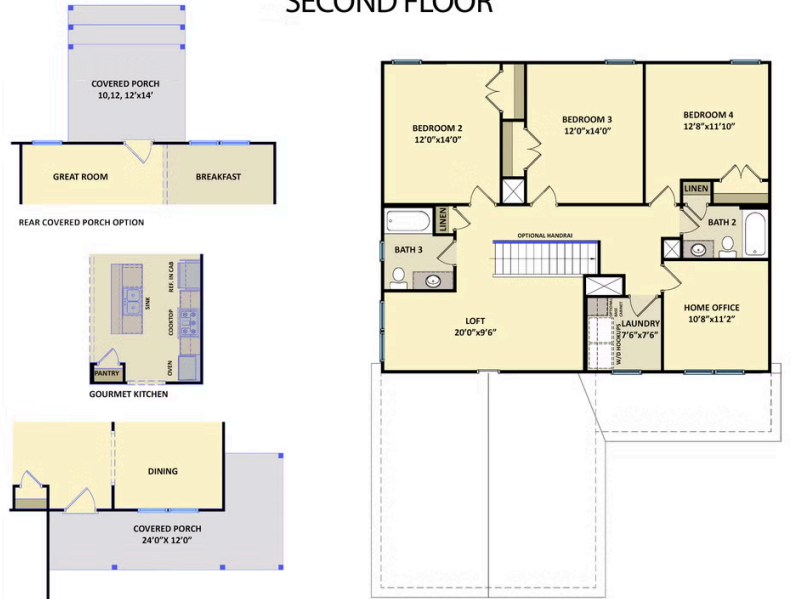 SECOND FLOOR
COVERED PORCH
10,12, 12'x14'
GREAT ROOM
BREAKFAST
REAR COVERED PORCH OPTION
SINK
REF. IN CAB
COOKTOP
OVEN
PANTRY
GOURMET KITCHEN
DINING
COVERED PORCH
24'0"X 12'0"
BEDROOM 2
12'0"x14'0"
BEDROOM 3
12'0"x14'0"
BEDROOM 4
12'8"x11'10"
LINEN
LINEN
BATH 2
BATH 3
OPTIONAL HANDRAI
LOFT
20'0"x9'6"
HOME OFFICE
10'8"x11'2"
LAUNDRY
7'6"x7'6"
W/D HOOKUPS